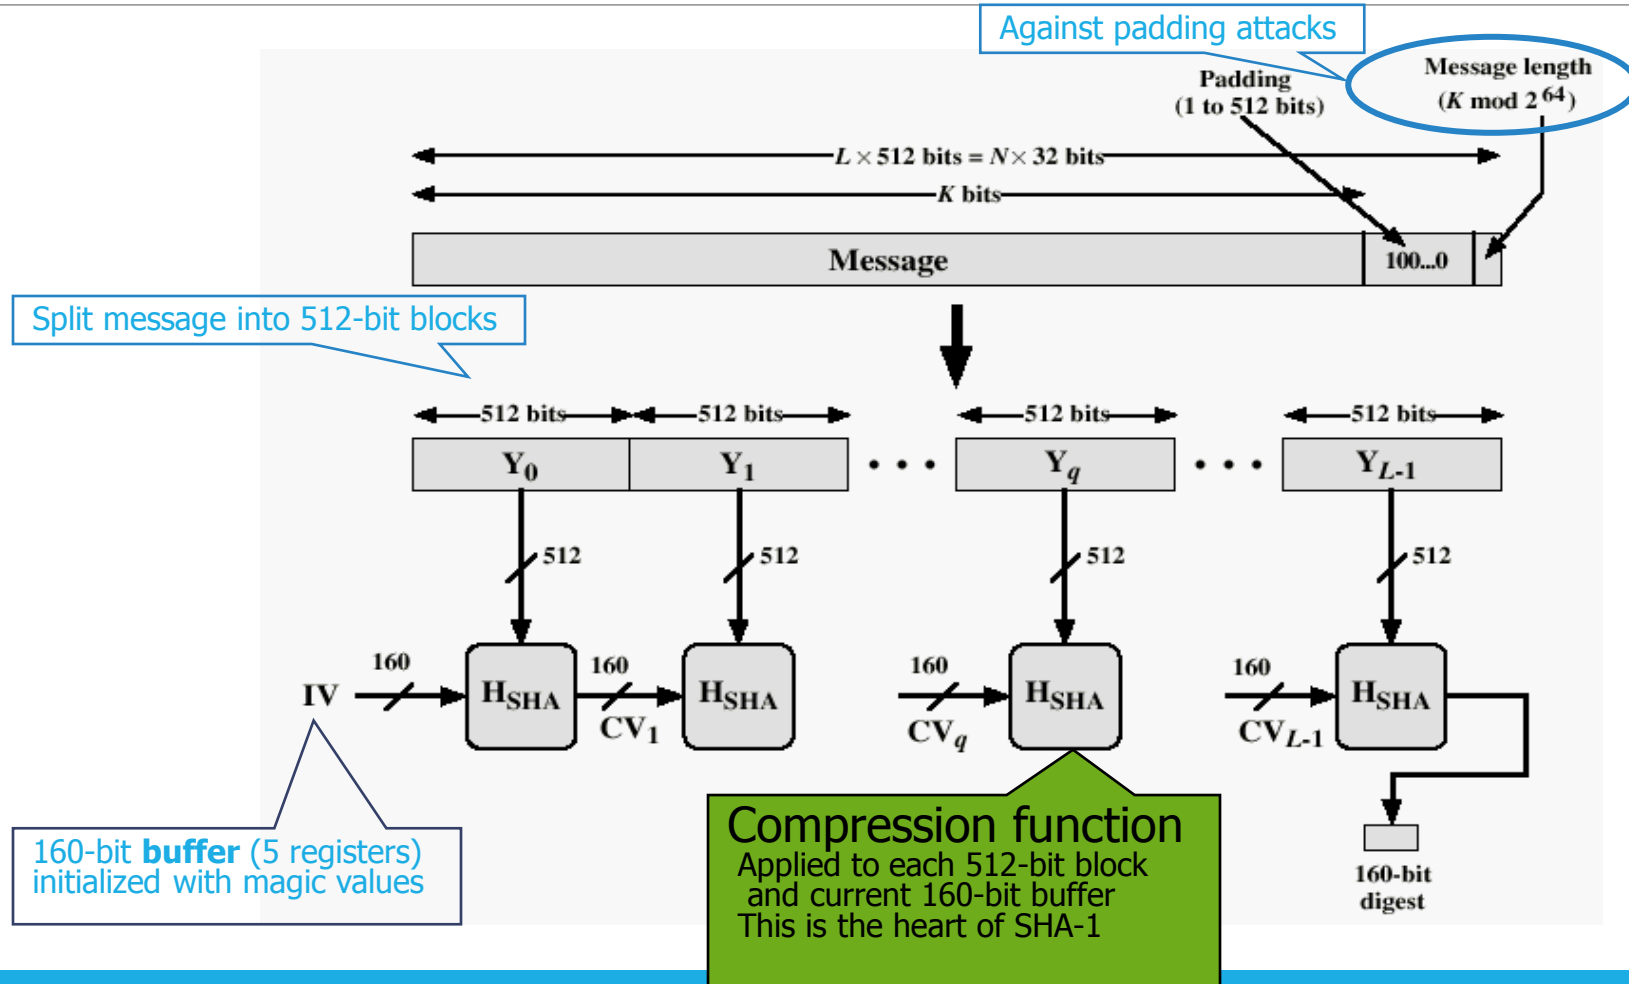 Against padding attacks
Padding
(1 to 512 bits)
Message length
(K mod 2^64)
L × 512 bits = N × 32 bits
K bits
Message
100...0
Split message into 512-bit blocks
512 bits
512 bits
512 bits
512 bits
Y0
Y1
• • •
Yq
• • •
YL-1
512
512
512
512
160
160
160
160
IV
HSHA
HSHA
HSHA
HSHA
CV1
CVq
CVL-1
160-bit buffer (5 registers)
initialized with magic values
Compression function
Applied to each 512-bit block
and current 160-bit buffer
This is the heart of SHA-1
160-bit
digest